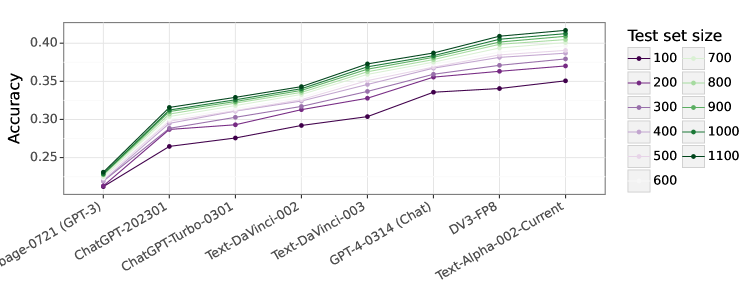 Accuracy
0.40
0.35
0.30
0.25
bage-0721 (GPT-3)
ChatGPT-202301
ChatGPT-Turbo-0301
Text-DaVinci-002
Text-DaVinci-003
GPT-4-0314 (Chat)
DV3-FP8
Text-Alpha-002-Current
Test set size
100
200
300
400
500
600
700
800
900
1000
1100